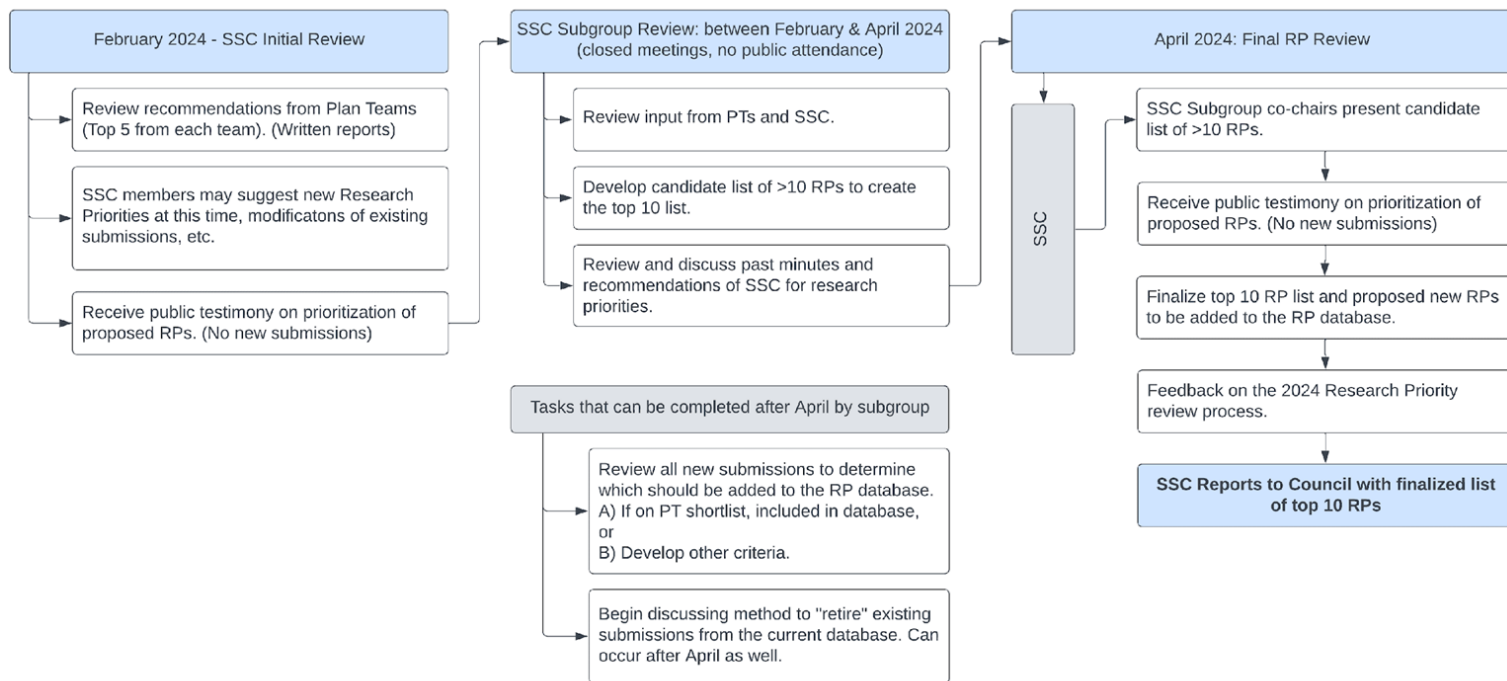 February 2024 - SSC Initial Review
Review recommendations from Plan Teams
(Top 5 from each team). (Written reports)
SSC members may suggest new Research
Priorities at this time, modificatons of existing
submissions, etc.
Receive public testimony on prioritization of
proposed RPs. (No new submissions)
SSC Subgroup Review: between February & April 2024
(closed meetings, no public attendance)
Review input from PTs and SSC.
Develop candidate list of >10 RPs to create
the top 10 list.
Review and discuss past minutes and
recommendations of SSC for research
priorities.
Tasks that can be completed after April by subgroup
Review all new submissions to determine
which should be added to the RP database.
A) If on PT shortlist, included in database,
or
B) Develop other criteria.
Begin discussing method to "retire" existing
submissions from the current database. Can
occur after April as well.
April 2024: Final RP Review
SSC
SSC Subgroup co-chairs present candidate
list of >10 RPs.
Receive public testimony on prioritization of
proposed RPs. (No new submissions)
Finalize top 10 RP list and proposed new RPs
to be added to the RP database.
Feedback on the 2024 Research Priority
review process.
SSC Reports to Council with finalized list
of top 10 RPs